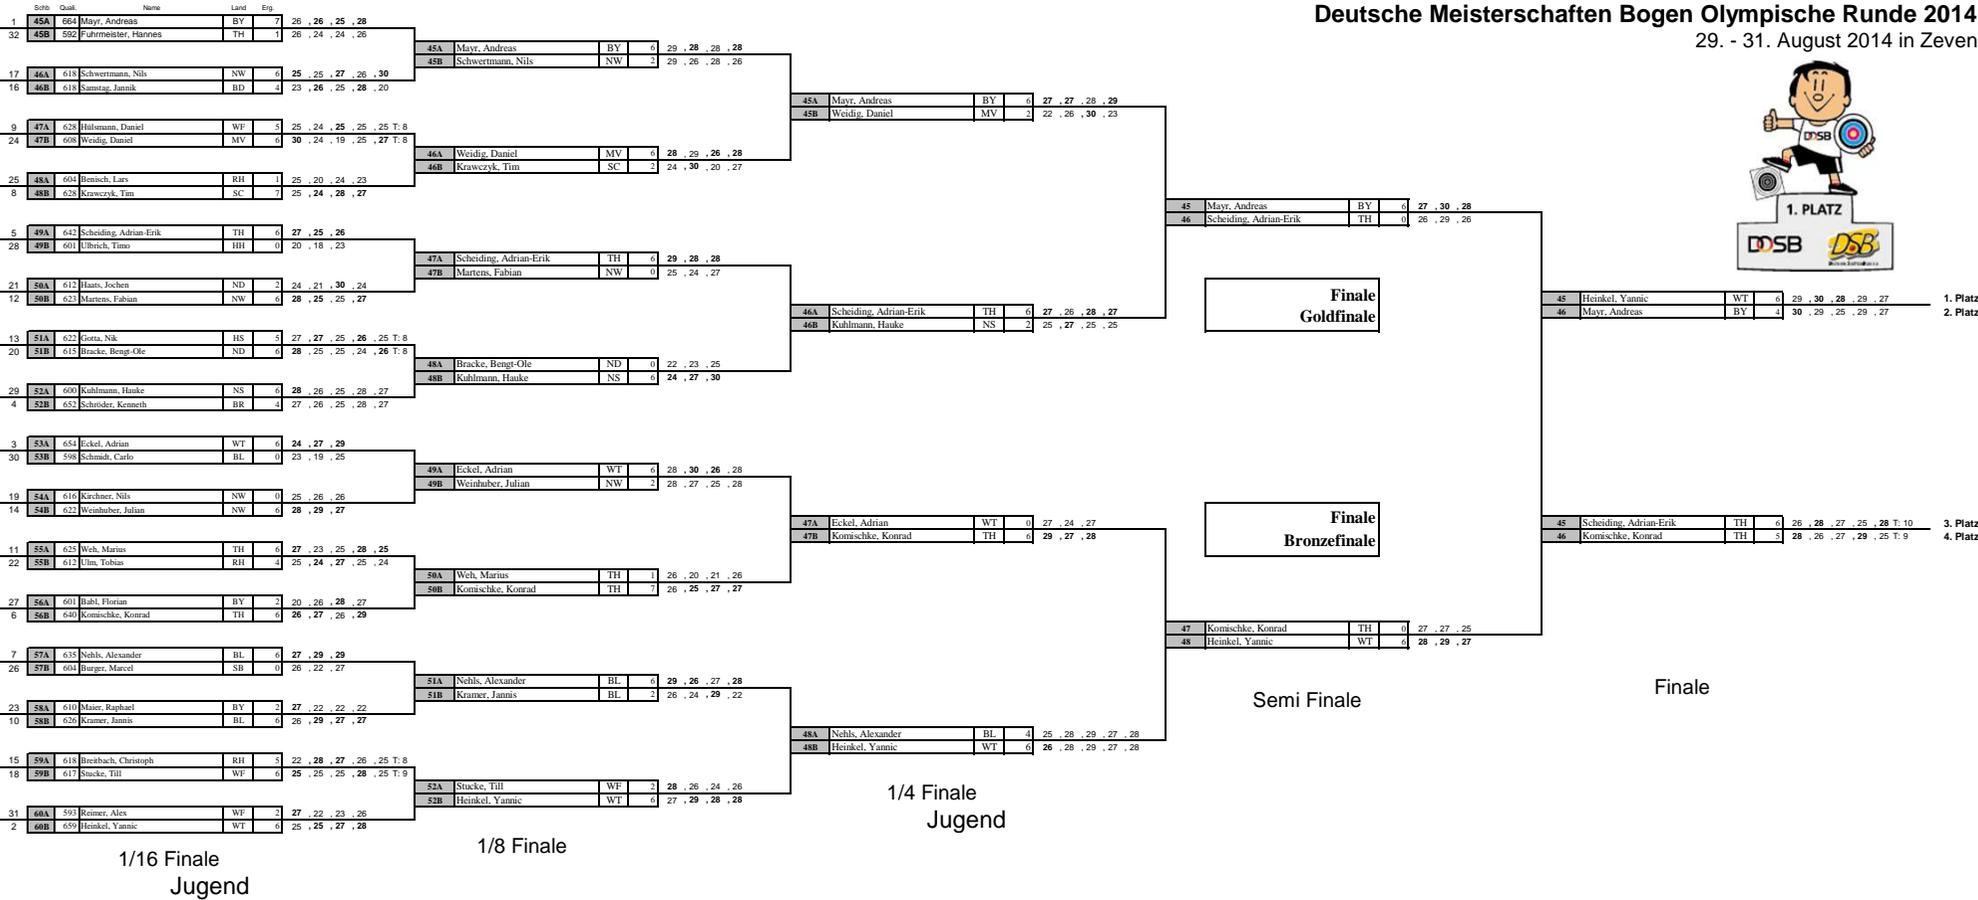 Deutsche Meisterschaften Bogen Olympische Runde 2014
29. - 31. August 2014 in Zeven
DOSB
1. PLATZ
DOSB DSB
Schb Quali. Name Land Erg.
1 45A 664 Mayr, Andreas BY 7 26 , 26 , 25 , 28
32 45B 592 Fuhrmeister, Hannes TH 1 26 , 24 , 24 , 26
17 46A 618 Schwertmann, Nils NW 6 25 , 25 , 27 , 26 , 30
16 46B 618 Samstag, Jannik BD 4 23 , 26 , 25 , 28 , 20
9 47A 628 Hülsmann, Daniel WF 5 25 , 24 , 25 , 25 , 25 T: 8
24 47B 608 Weidig, Daniel MV 6 30 , 24 , 19 , 25 , 27 T: 8
25 48A 604 Benisch, Lars RH 1 25 , 20 , 24 , 23
8 48B 628 Krawczyk, Tim SC 7 25 , 24 , 28 , 27
5 49A 642 Scheiding, Adrian-Erik TH 6 27 , 25 , 26
28 49B 601 Ulbrich, Timo HH 0 20 , 18 , 23
21 50A 612 Haats, Jochen ND 2 24 , 21 , 30 , 24
12 50B 623 Martens, Fabian NW 6 28 , 25 , 25 , 27
13 51A 622 Gotta, Nik HS 5 27 , 27 , 25 , 26 , 25 T: 8
20 51B 615 Bracke, Bengt-Ole ND 6 28 , 25 , 25 , 24 , 26 T: 8
29 52A 600 Kuhlmann, Hauke NS 6 28 , 26 , 25 , 28 , 27
4 52B 652 Schröder, Kenneth BR 4 27 , 26 , 25 , 28 , 27
3 53A 654 Eckel, Adrian WT 6 24 , 27 , 29
30 53B 598 Schmidt, Carlo BL 0 23 , 19 , 25
19 54A 616 Kirchner, Nils NW 0 25 , 26 , 26
14 54B 622 Weinhuber, Julian NW 6 28 , 29 , 27
11 55A 625 Weh, Marius TH 6 27 , 23 , 25 , 28 , 25
22 55B 612 Ulm, Tobias RH 4 25 , 24 , 27 , 25 , 24
27 56A 601 Babl, Florian BY 2 20 , 26 , 28 , 27
6 56B 640 Komischke, Konrad TH 6 26 , 27 , 26 , 29
7 57A 635 Nehls, Alexander BL 6 27 , 29 , 29
26 57B 604 Burger, Marcel SB 0 26 , 22 , 27
23 58A 610 Maier, Raphael BY 2 27 , 22 , 22 , 22
10 58B 626 Kramer, Jannis BL 6 26 , 29 , 27 , 27
15 59A 618 Breitbach, Christoph RH 5 22 , 28 , 27 , 26 , 25 T: 8
18 59B 617 Stucke, Till WF 6 25 , 25 , 25 , 28 , 25 T: 9
31 60A 593 Reimer, Alex WF 2 27 , 22 , 23 , 26
2 60B 659 Heinkel, Yannic WT 6 25 , 25 , 27 , 28
1/16 Finale
Jugend
45A Mayr, Andreas BY 6 29 , 28 , 28 , 28
45B Schwertmann, Nils NW 2 29 , 26 , 28 , 26
46A Weidig, Daniel MV 6 28 , 29 , 26 , 28
46B Krawczyk, Tim SC 2 24 , 30 , 20 , 27
47A Scheiding, Adrian-Erik TH 6 29 , 28 , 28
47B Martens, Fabian NW 0 25 , 24 , 27
48A Bracke, Bengt-Ole ND 0 22 , 23 , 25
48B Kuhlmann, Hauke NS 6 24 , 27 , 30
49A Eckel, Adrian WT 6 28 , 30 , 26 , 28
49B Weinhuber, Julian NW 2 28 , 27 , 25 , 28
50A Weh, Marius TH 1 26 , 20 , 21 , 26
50B Komischke, Konrad TH 7 26 , 25 , 27 , 27
51A Nehls, Alexander BL 6 29 , 26 , 27 , 28
51B Kramer, Jannis BL 2 26 , 24 , 29 , 22
52A Stucke, Till WF 2 28 , 26 , 24 , 26
52B Heinkel, Yannic WT 6 27 , 29 , 28 , 28
1/8 Finale
45A Mayr, Andreas BY 6 27 , 27 , 28 , 29
45B Weidig, Daniel MV 2 22 , 26 , 30 , 23
46A Scheiding, Adrian-Erik TH 6 27 , 26 , 28 , 27
46B Kuhlmann, Hauke NS 2 25 , 27 , 25 , 25
47A Eckel, Adrian WT 0 27 , 24 , 27
47B Komischke, Konrad TH 6 29 , 27 , 28
48A Nehls, Alexander BL 4 25 , 28 , 29 , 27 , 28
48B Heinkel, Yannic WT 6 26 , 28 , 29 , 27 , 28
1/4 Finale
Jugend
45 Mayr, Andreas BY 6 27 , 30 , 28
46 Scheiding, Adrian-Erik TH 0 26 , 29 , 26
Finale
Goldfinale
Finale
Bronzefinale
47 Komischke, Konrad TH 0 27 , 27 , 25
48 Heinkel, Yannic WT 6 28 , 29 , 27
Semi Finale
45 Heinkel, Yannic WT 6 29 , 30 , 28 , 29 , 27 1. Platz
46 Mayr, Andreas BY 4 30 , 29 , 25 , 29 , 27 2. Platz
45 Scheiding, Adrian-Erik TH 6 26 , 28 , 27 , 25 , 28 T: 10 3. Platz
46 Komischke, Konrad TH 5 28 , 26 , 27 , 29 , 25 T: 9 4. Platz
Finale